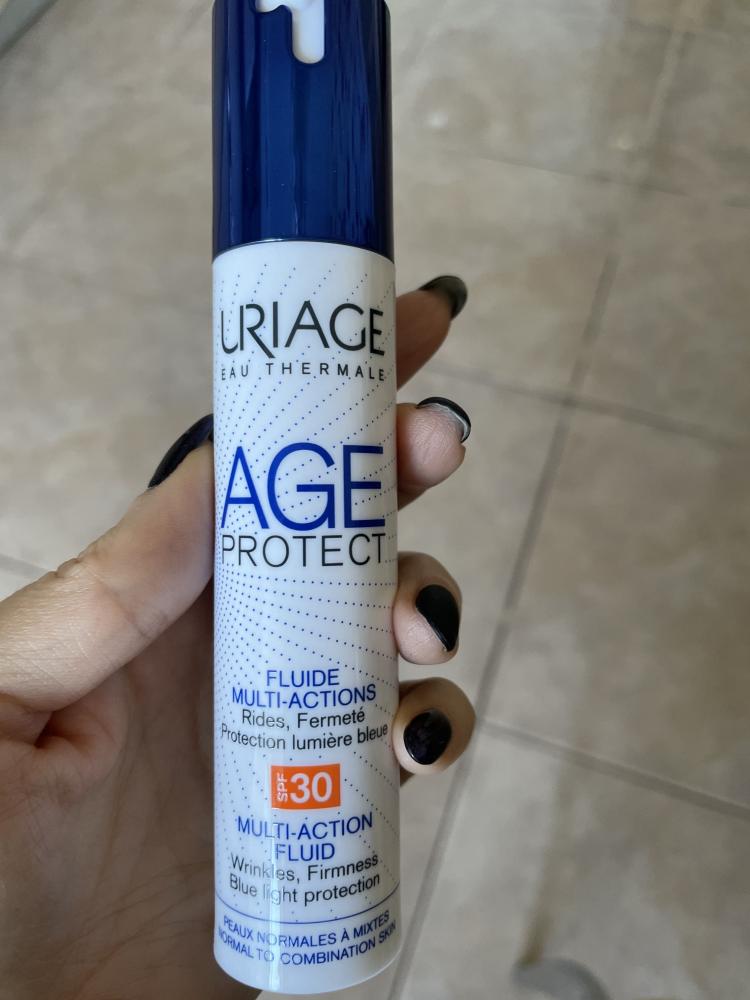 URIAGE
EAU THERMALE
AGE
PROTECT
FLUIDE
MULTI-ACTIONS
Rides, Fermeté
Protection lumière bleue
SPF 30
MULTI-ACTION
FLUID
Wrinkles, Firmness
Blue light protection
PEAUX NORMALES À MIXTES
NORMAL TO COMBINATION SKIN